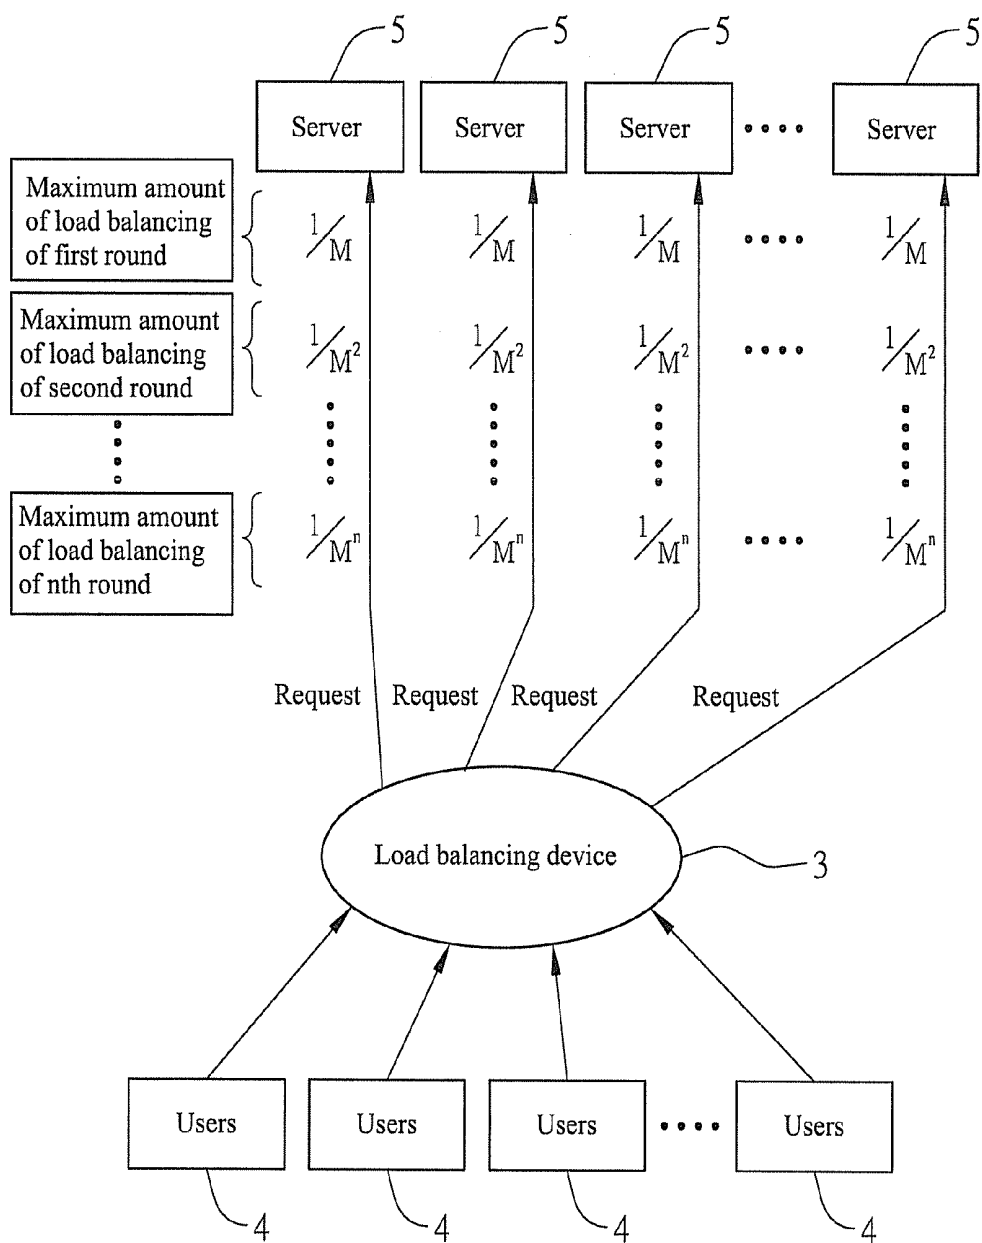 5 5 5 5
Server Server Server Server
Maximum amount
of load balancing
of first round
1/M 1/M 1/M 1/M
Maximum amount
of load balancing
of second round
1/M² 1/M² 1/M² 1/M²
Maximum amount
of load balancing
of nth round
1/Mⁿ 1/Mⁿ 1/Mⁿ 1/Mⁿ
Request Request Request Request
Load balancing device
3
Users Users Users Users
4 4 4 4